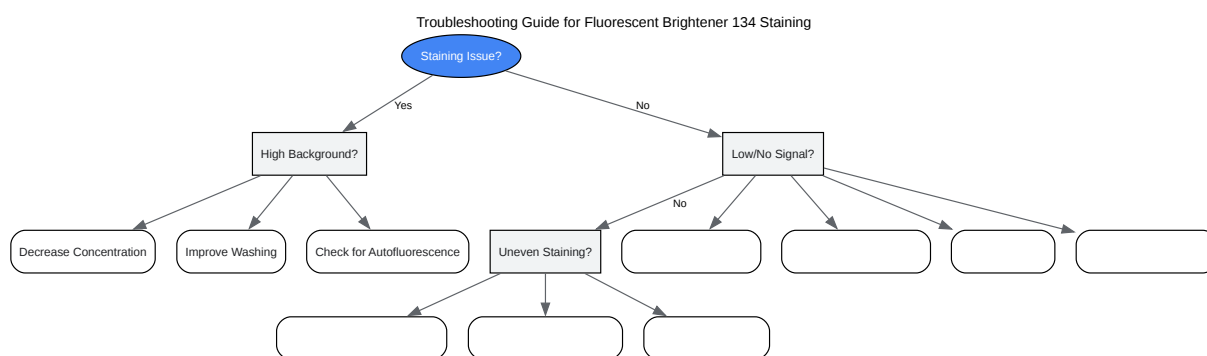 Troubleshooting Guide for Fluorescent Brightener 134 Staining
Staining Issue?
Yes
No
High Background?
Low/No Signal?
No
Decrease Concentration
Improve Washing
Check for Autofluorescence
Uneven Staining?